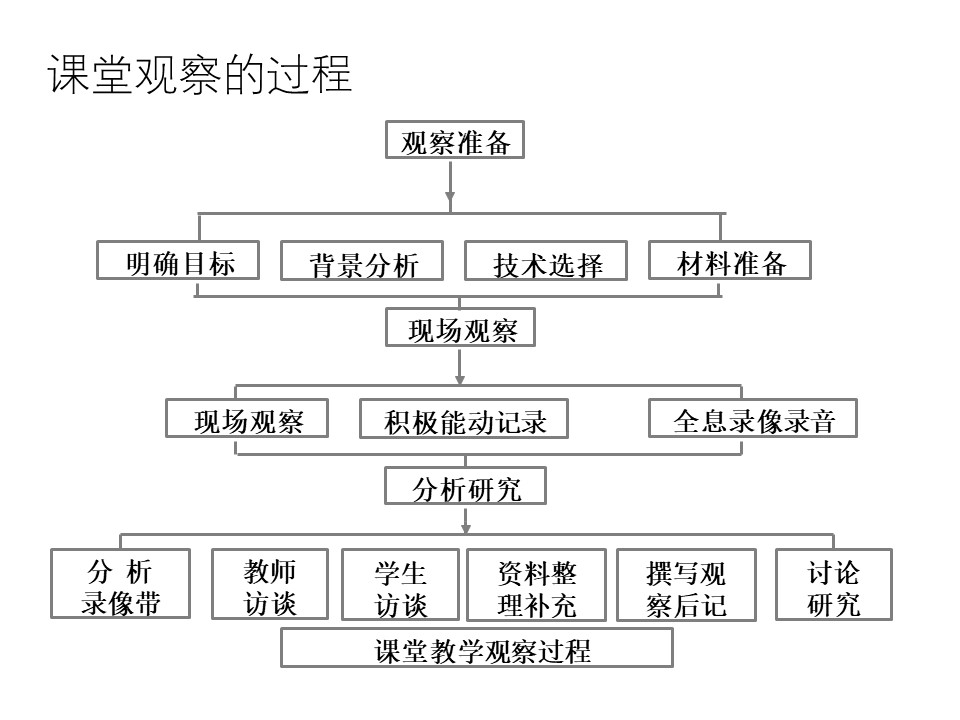 课堂观察的过程
观察准备
明确目标
背景分析
技术选择
材料准备
现场观察
现场观察
积极能动记录
全息录像录音
分析研究
分 析
录像带
教师
访谈
学生
访谈
资料整
理补充
撰写观
察后记
讨论
研究
课堂教学观察过程